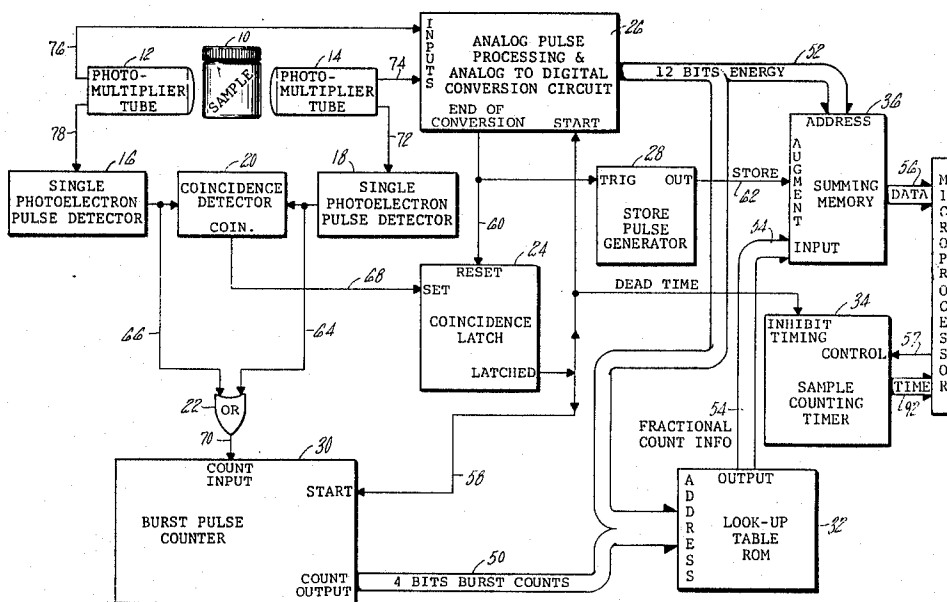 76
12
PHOTO-
MULTIPLIER
TUBE
78
10
SAMPLE
14
PHOTO-
MULTIPLIER
TUBE
74
72
26
INPUTS
ANALOG PULSE
PROCESSING &
ANALOG TO DIGITAL
CONVERSION CIRCUIT
END OF
CONVERSION
START
52
12 BITS ENERGY
36
ADDRESS
AUGMENT
SUMMING
MEMORY
INPUT
56
DATA
MICROPROCESSOR
16
SINGLE
PHOTOELECTRON
PULSE DETECTOR
20
COINCIDENCE
DETECTOR
COIN.
18
SINGLE
PHOTOELECTRON
PULSE DETECTOR
60
28
TRIG
OUT
STORE
PULSE
GENERATOR
STORE
62
54
68
24
RESET
SET
COINCIDENCE
LATCH
LATCHED
DEAD TIME
34
INHIBIT
TIMING
CONTROL
SAMPLE
COUNTING
TIMER
57
TIME
92
66
64
22
OR
70
54
FRACTIONAL
COUNT INFO
30
COUNT
INPUT
START
BURST PULSE
COUNTER
COUNT
OUTPUT
58
50
4 BITS BURST COUNTS
ADDRESS
OUTPUT
LOOK-UP
TABLE
ROM
32